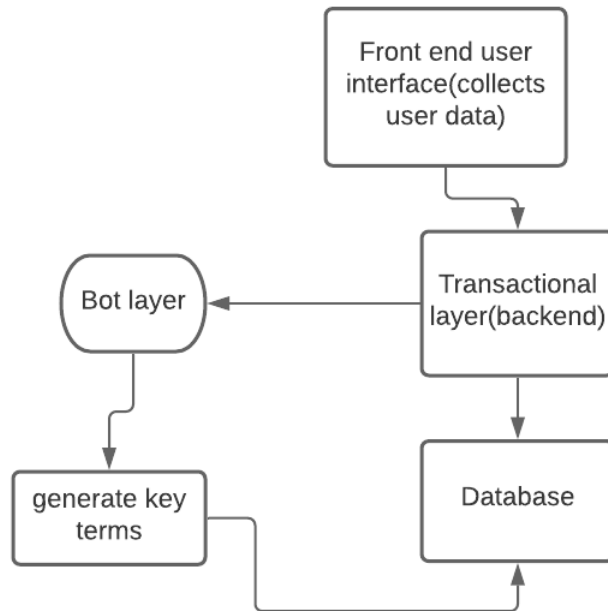 Front end user
interface(collects
user data)
Transactional
layer(backend)
Bot layer
Database
generate key
terms